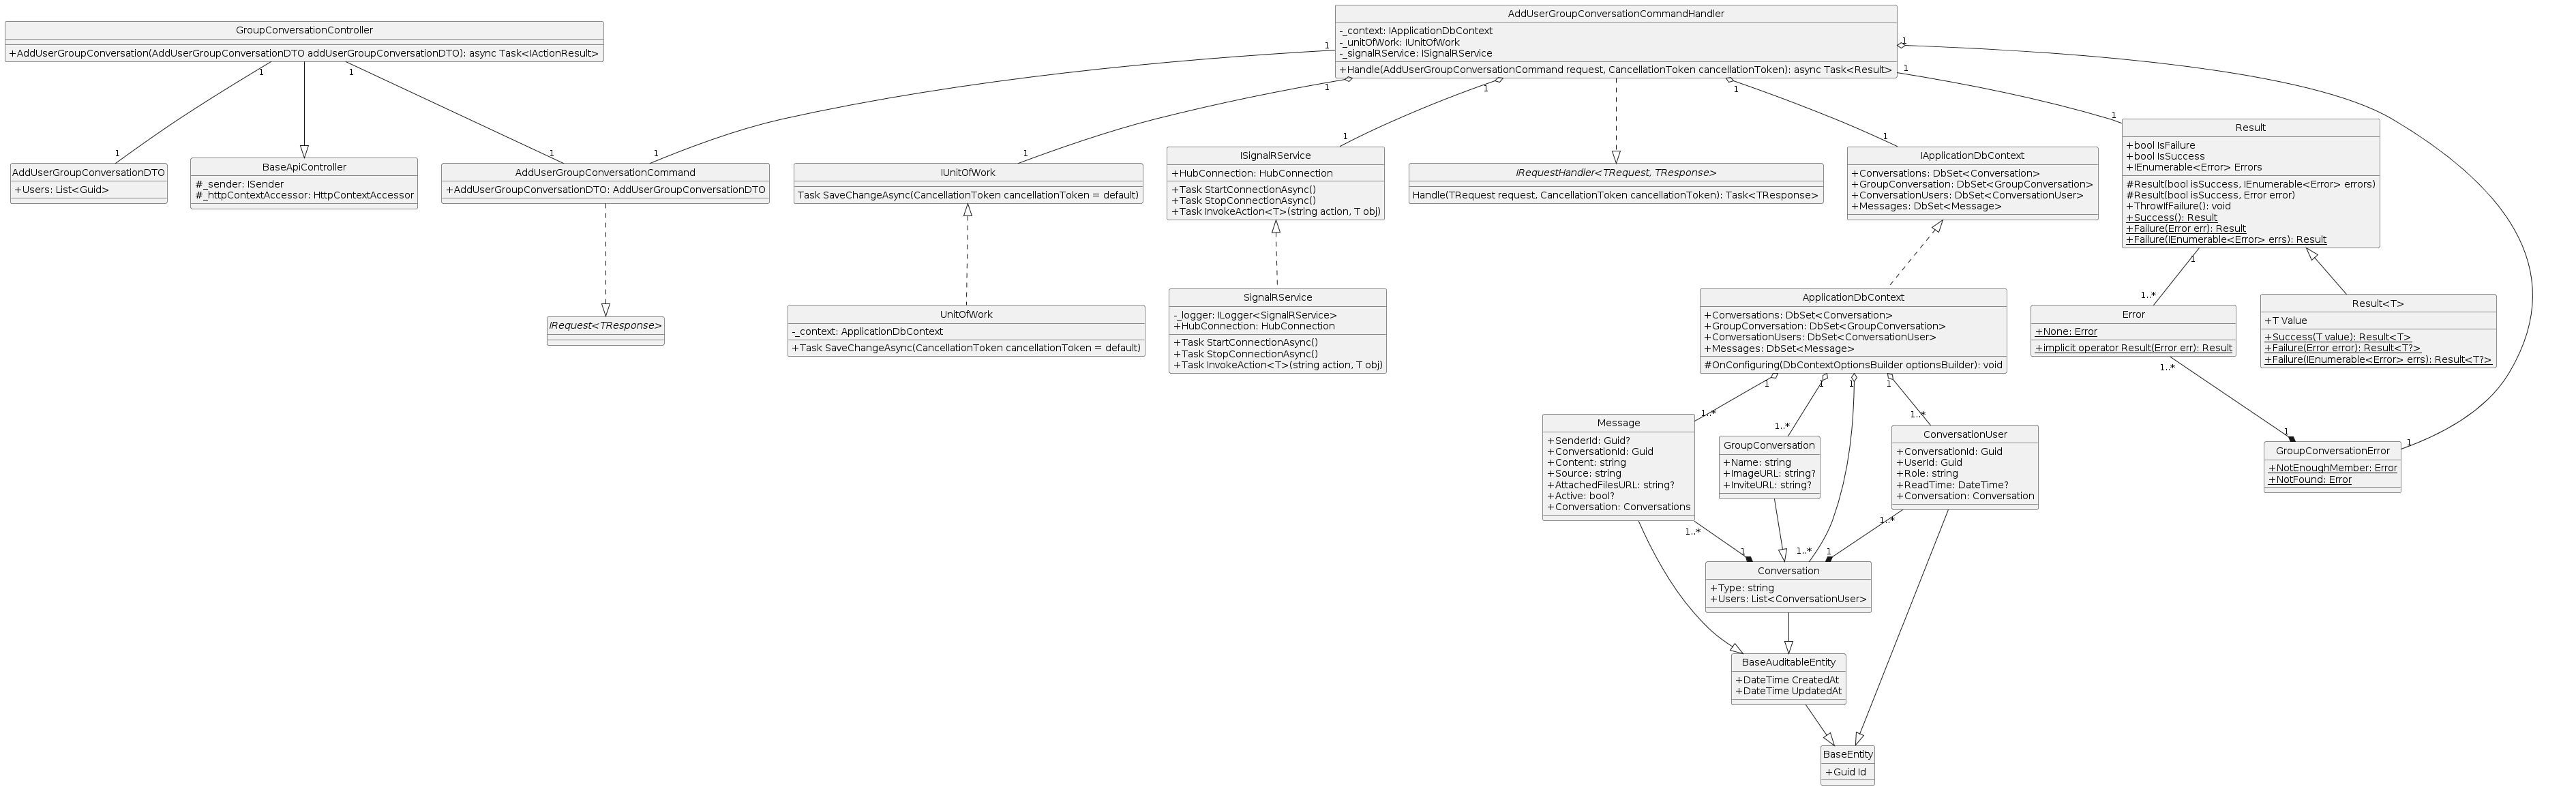 GroupConversationController
+AddUserGroupConversation(AddUserGroupConversationDTO addUserGroupConversationDTO): async Task<IActionResult>
AddUserGroupConversationCommandHandler
-_context: IApplicationDbContext
-_unitOfWork: IUnitOfWork
-_signalRService: ISignalRService
+Handle(AddUserGroupConversationCommand request, CancellationToken cancellationToken): async Task<Result>
1
1
1
1
1
1
1
1
AddUserGroupConversationDTO
+Users: List<Guid>
1
BaseApiController
#_sender: ISender
#_httpContextAccessor: HttpContextAccessor
AddUserGroupConversationCommand
+AddUserGroupConversationDTO: AddUserGroupConversationDTO
1
1
IUnitOfWork
Task SaveChangeAsync(CancellationToken cancellationToken = default)
1
ISignalRService
+HubConnection: HubConnection
+Task StartConnectionAsync()
+Task StopConnectionAsync()
+Task InvokeAction<T>(string action, T obj)
1
IRequestHandler<TRequest, TResponse>
Handle(TRequest request, CancellationToken cancellationToken): Task<TResponse>
IApplicationDbContext
+Conversations: DbSet<Conversation>
+GroupConversation: DbSet<GroupConversation>
+ConversationUsers: DbSet<ConversationUser>
+Messages: DbSet<Message>
1
Result
+bool IsFailure
+bool IsSuccess
+IEnumerable<Error> Errors
#Result(bool isSuccess, IEnumerable<Error> errors)
#Result(bool isSuccess, Error error)
+ThrowIfFailure(): void
+Success(): Result
+Failure(Error err): Result
+Failure(IEnumerable<Error> errs): Result
1
1
IRequest<TResponse>
UnitOfWork
-_context: ApplicationDbContext
+Task SaveChangeAsync(CancellationToken cancellationToken = default)
SignalRService
-_logger: ILogger<SignalRService>
+HubConnection: HubConnection
+Task StartConnectionAsync()
+Task StopConnectionAsync()
+Task InvokeAction<T>(string action, T obj)
ApplicationDbContext
+Conversations: DbSet<Conversation>
+GroupConversation: DbSet<GroupConversation>
+ConversationUsers: DbSet<ConversationUser>
+Messages: DbSet<Message>
#OnConfiguring(DbContextOptionsBuilder optionsBuilder): void
1
1
1
1
1..*
Error
+None: Error
+implicit operator Result(Error err): Result
1..*
Result<T>
+T Value
+Success(T value): Result<T>
+Failure(Error error): Result<T?>
+Failure(IEnumerable<Error> errs): Result<T?>
1..*
Message
+SenderId: Guid?
+ConversationId: Guid
+Content: string
+Source: string
+AttachedFilesURL: string?
+Active: bool?
+Conversation: Conversations
1..*
1..*
GroupConversation
+Name: string
+ImageURL: string?
+InviteURL: string?
1..*
ConversationUser
+ConversationId: Guid
+UserId: Guid
+Role: string
+ReadTime: DateTime?
+Conversation: Conversation
1..*
1
1
GroupConversationError
+NotEnoughMember: Error
+NotFound: Error
1
1..*
1
Conversation
+Type: string
+Users: List<ConversationUser>
BaseAuditableEntity
+DateTime CreatedAt
+DateTime UpdatedAt
BaseEntity
+Guid Id